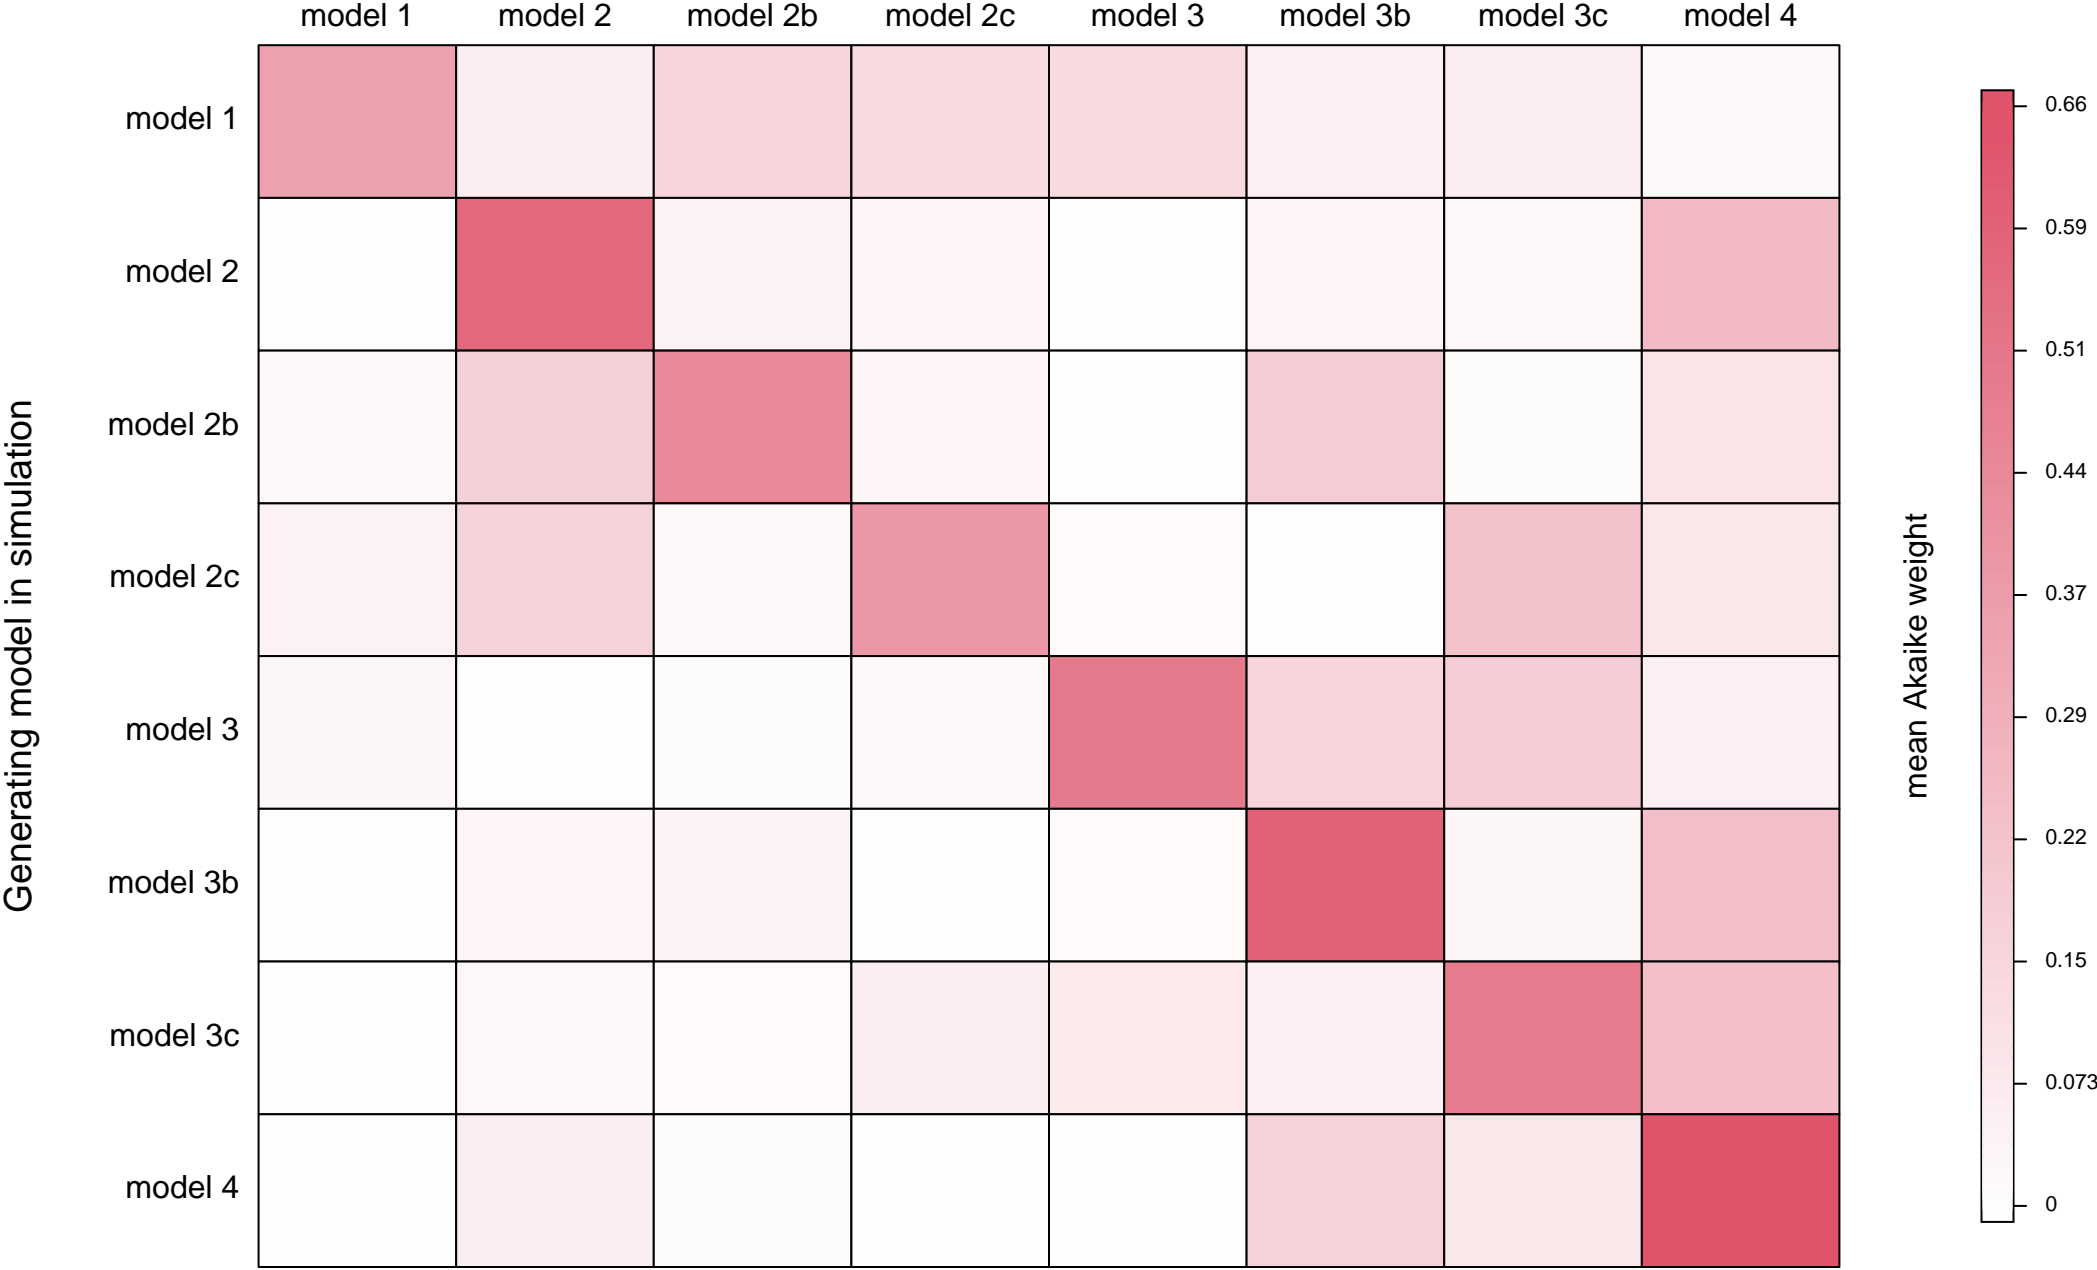 model 1 model 2 model 2b model 2c model 3 model 3b model 3c model 4
Generating model in simulation
model 1
model 2
model 2b
model 2c
model 3
model 3b
model 3c
model 4
mean Akaike weight
0.66
0.59
0.51
0.44
0.37
0.29
0.22
0.15
0.073
0